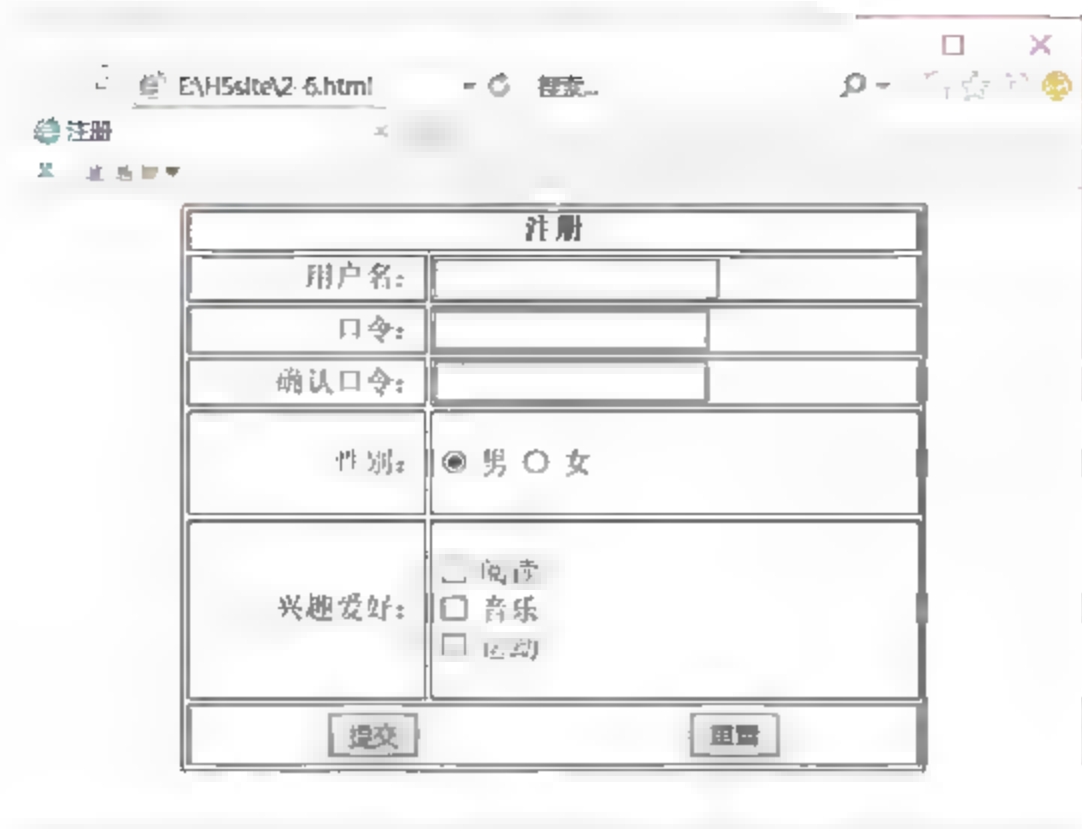 E:\H5site\2-6.html
搜索...
注册
注册
用户名:
口令:
确认口令:
性别: 男 女
阅读
兴趣爱好: 音乐
运动
提交 重置